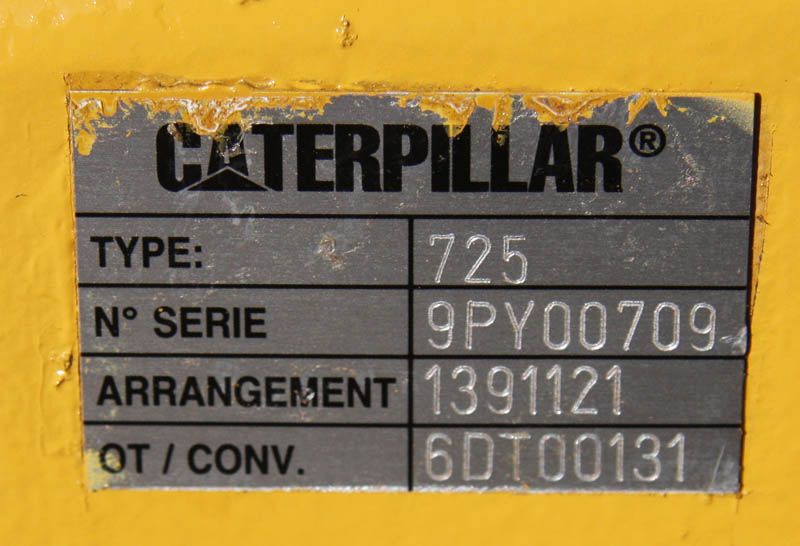 CATERPILLAR®
TYPE: 725
N° SERIE 9PY00709
ARRANGEMENT 1391121
OT / CONV. 6DT00131